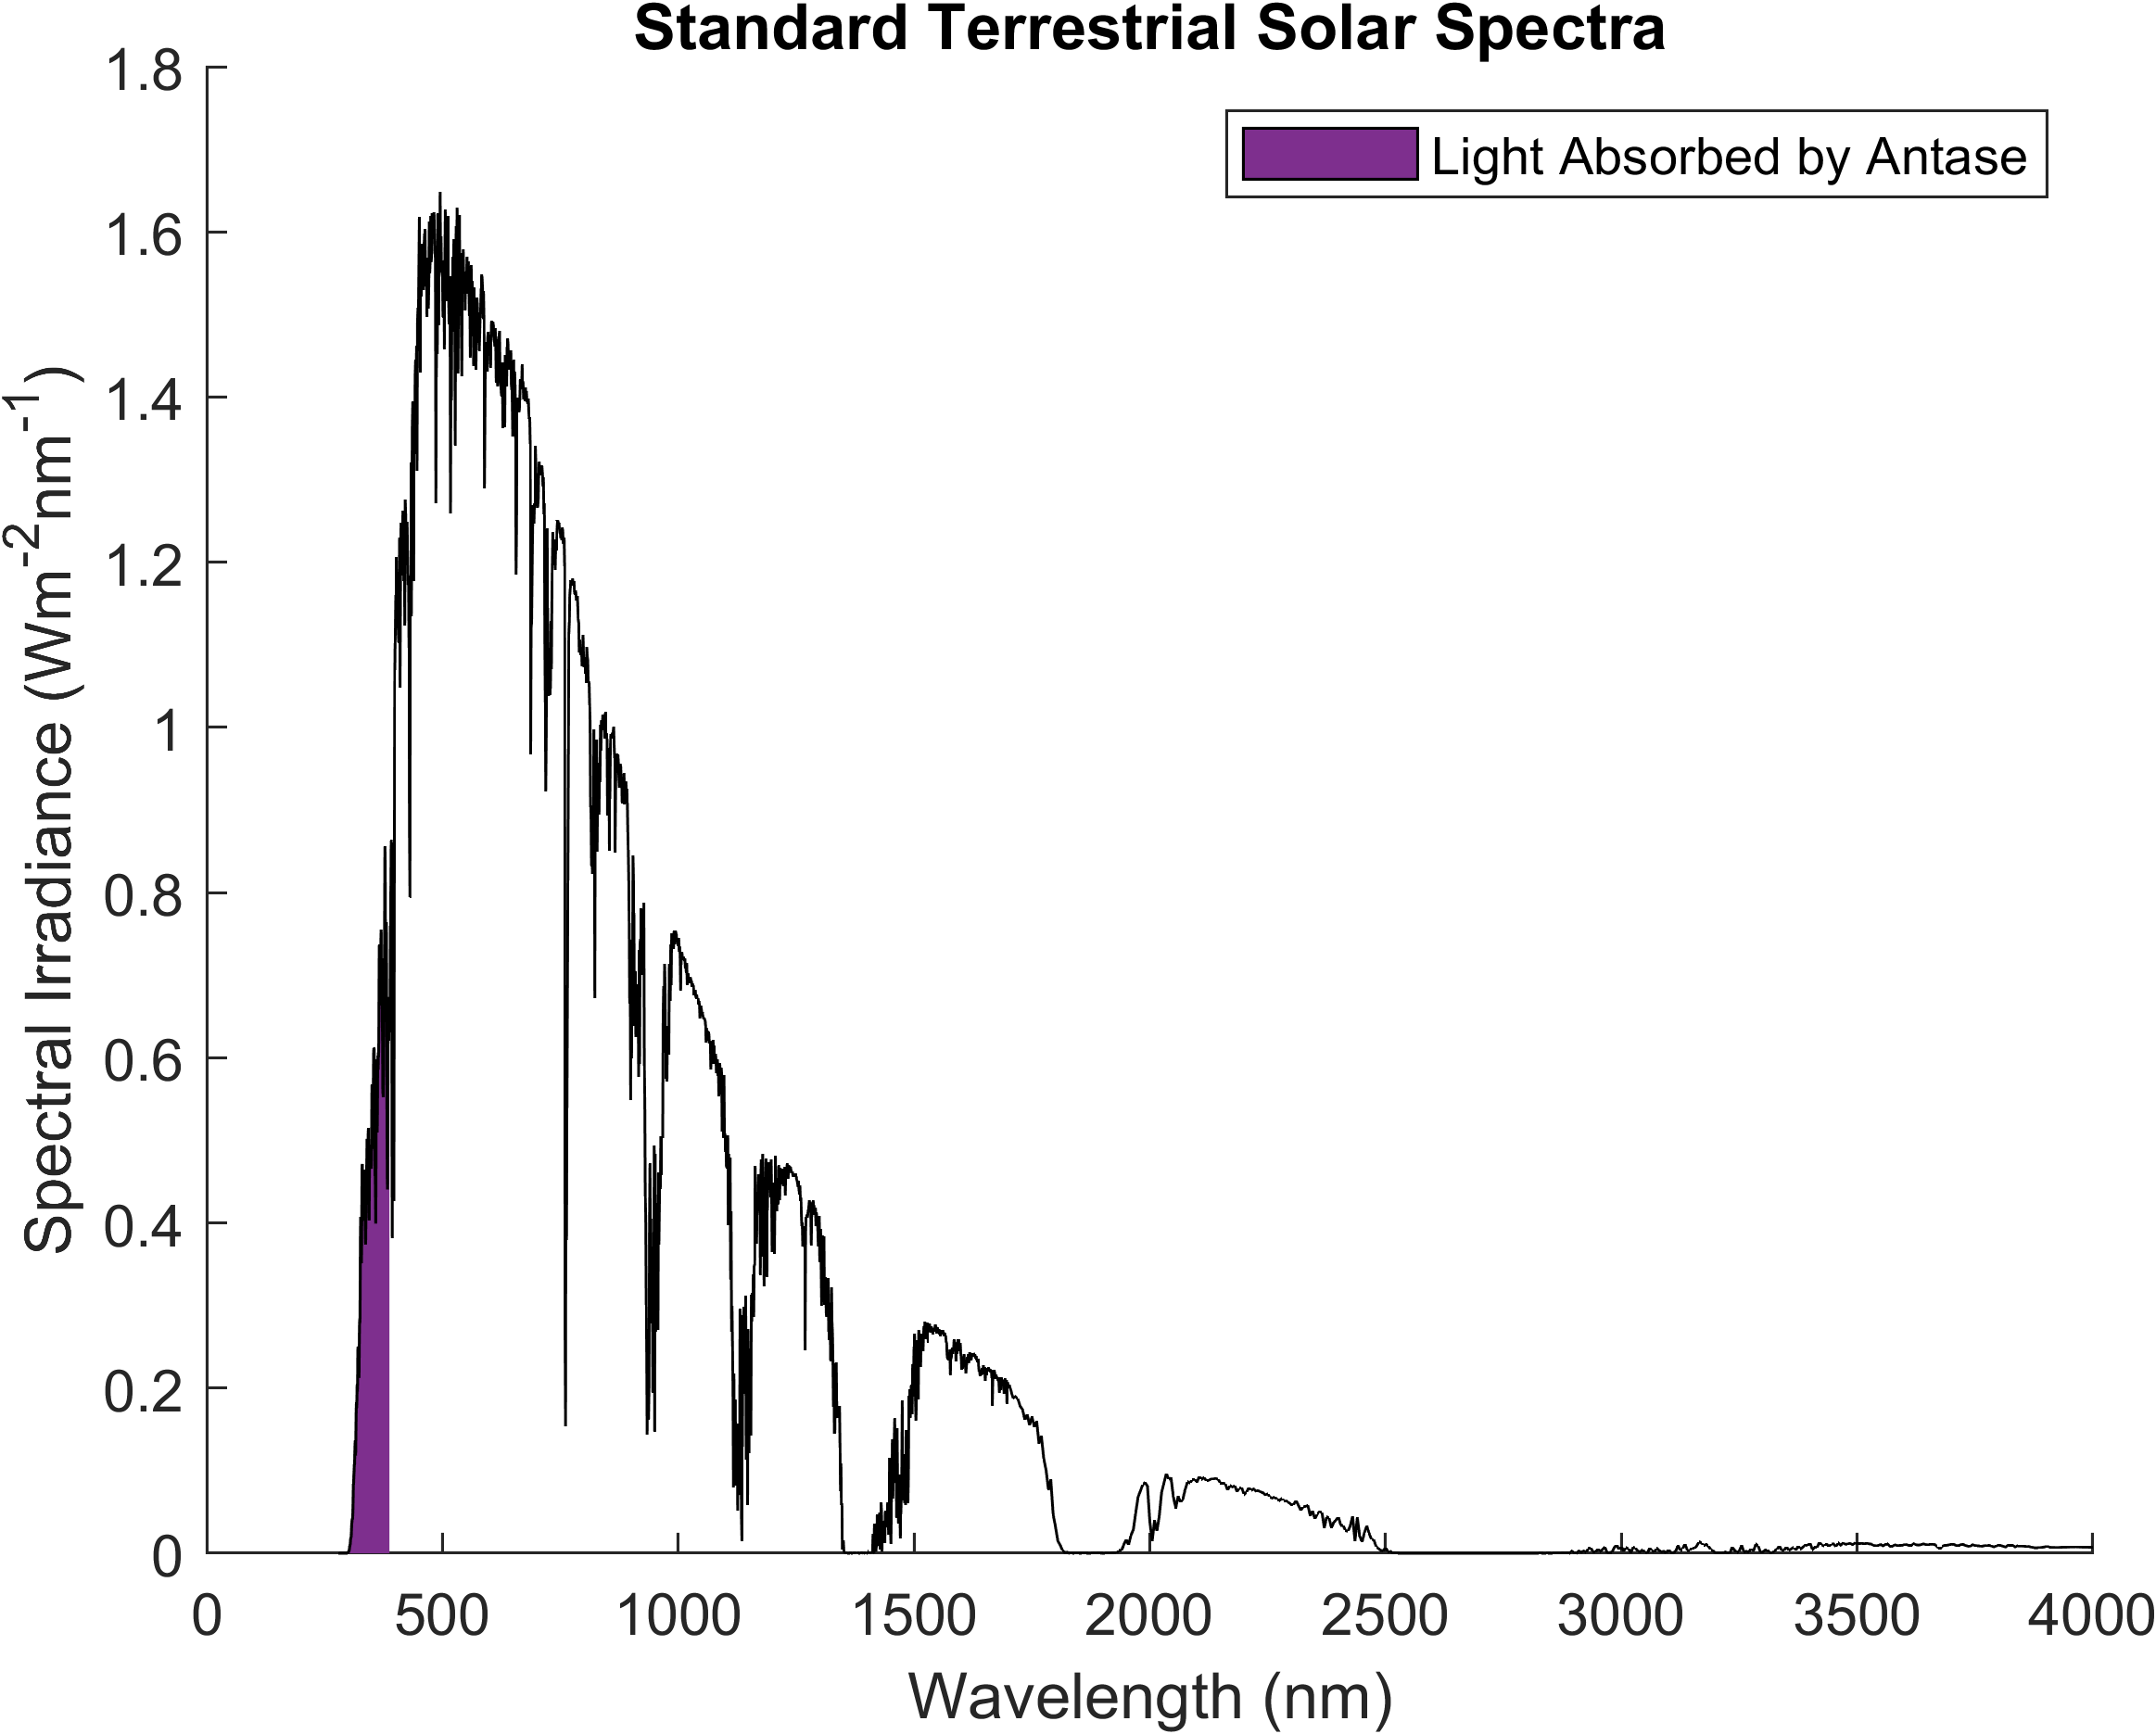 Standard Terrestrial Solar Spectra
Light Absorbed by Antase
Spectral Irradiance (Wm-2nm-1)
1.8
1.6
1.4
1.2
1
0.8
0.6
0.4
0.2
0
0 500 1000 1500 2000 2500 3000 3500 4000
Wavelength (nm)